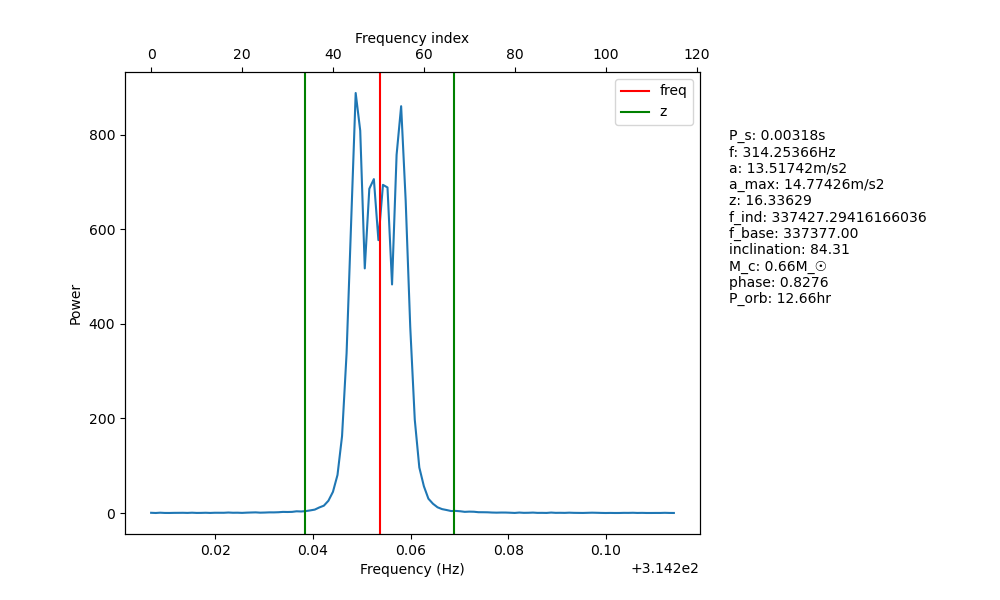 Frequency index
0 20 40 60 80 100 120
freq
z
800
600
400
200
0
Power
0.02 0.04 0.06 0.08 0.10
Frequency (Hz)
+3.142e2
P_s: 0.00318s
f: 314.25366Hz
a: 13.51742m/s2
a_max: 14.77426m/s2
z: 16.33629
f_ind: 337427.29416166036
f_base: 337377.00
inclination: 84.31
M_c: 0.66M_☉
phase: 0.8276
P_orb: 12.66hr